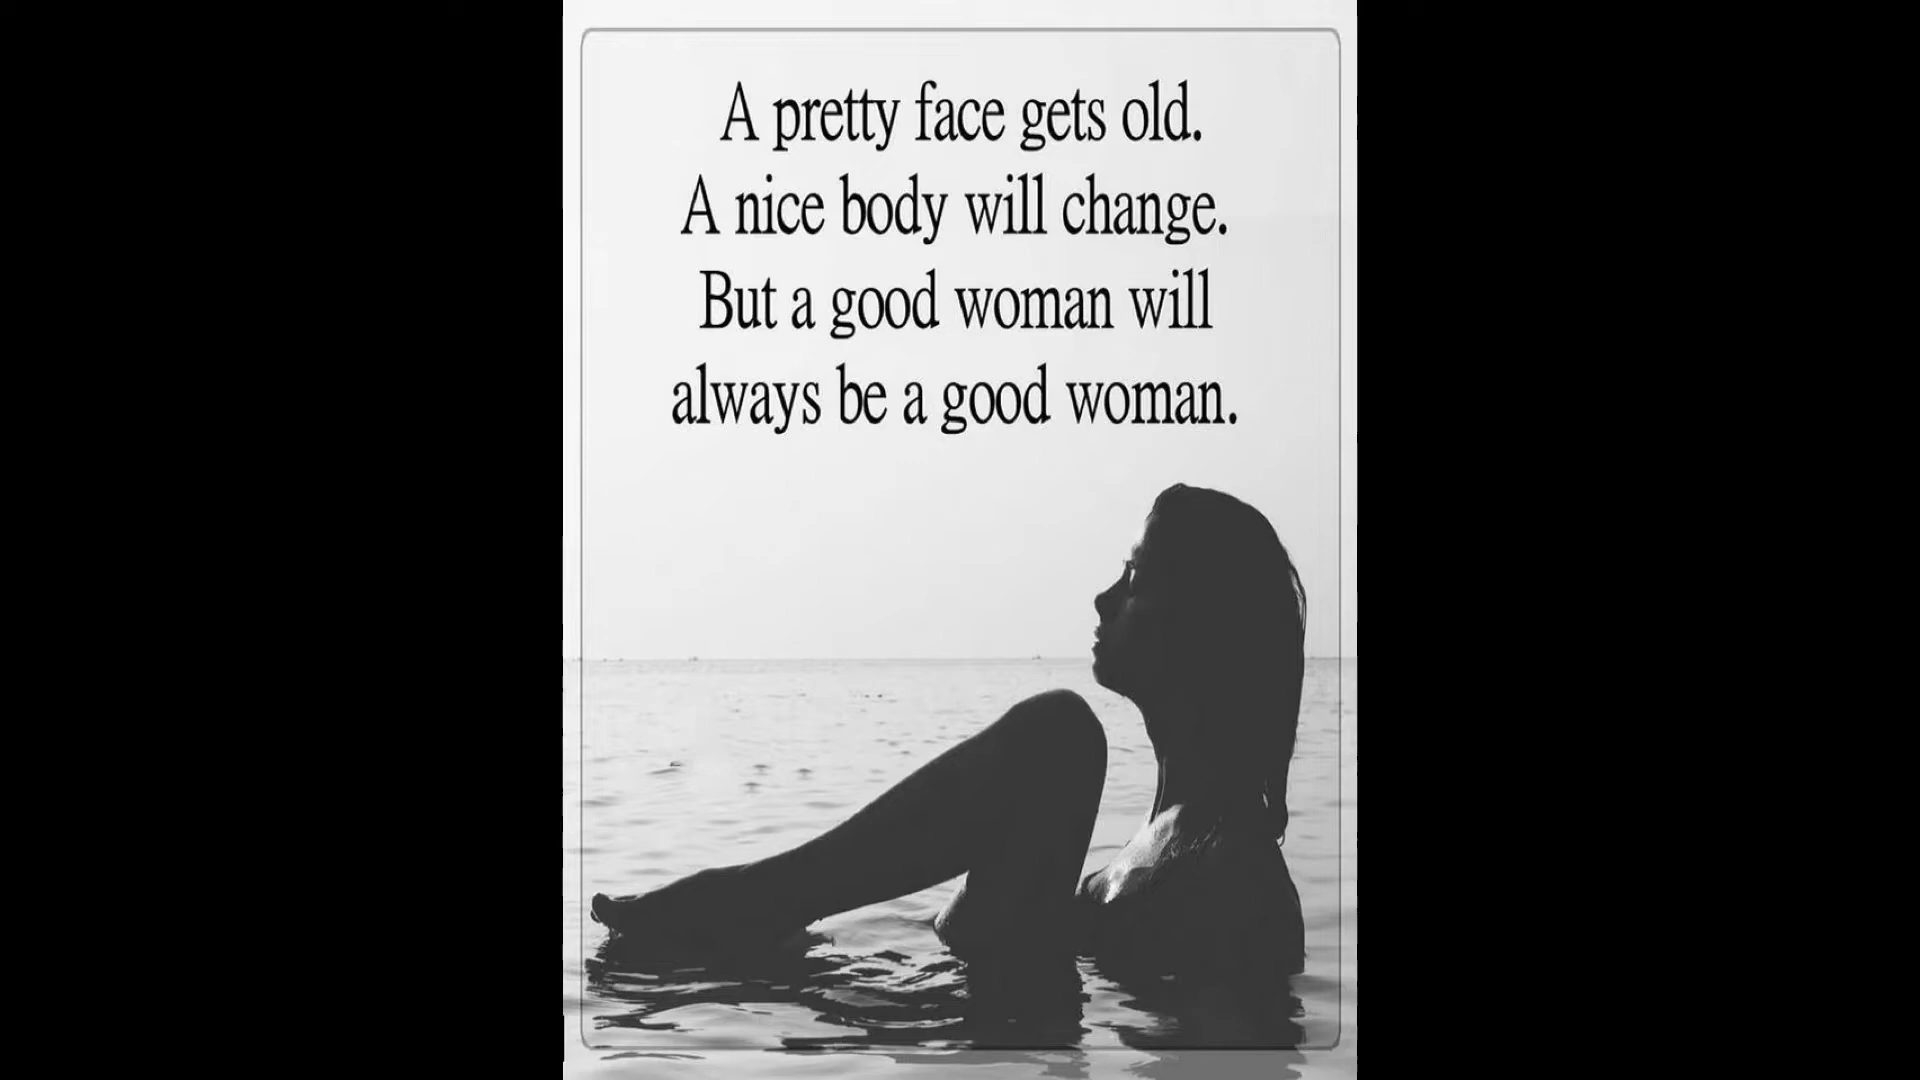 A pretty face gets old.
A nice body will change.
But a good woman will
always be a good woman.